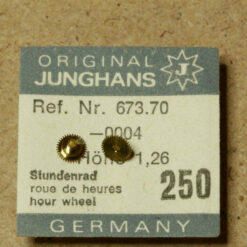 ORIGINAL
JUNGHANS J
Ref. Nr. 673.70
-0004
Höhe 1,26
Stundenrad
roue de heures
hour wheel
250
GERMANY